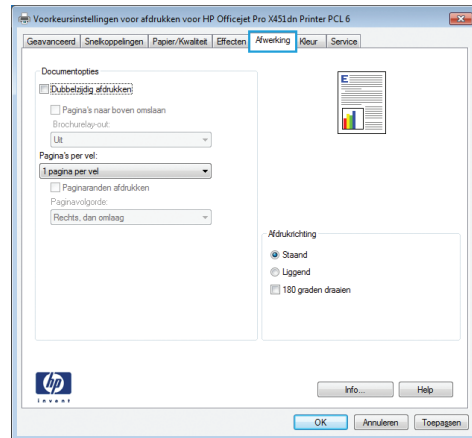 Voorkeursinstellingen voor afdrukken voor HP Officejet Pro X451dn Printer PCL 6
Geavanceerd Snelkoppelingen Papier/Kwaliteit Effecten Afwerking Kleur Service
Documentopties
Dubbelzijdig afdrukken
Pagina's naar boven omslaan
Brochurelay-out:
Uit
Pagina's per vel:
1 pagina per vel
Paginaranden afdrukken
Paginavolgorde:
Rechts, dan omlaag
E
Afdrukrichting
Staand
Liggend
180 graden draaien
hp
invent
Info... Help
OK Annuleren Toepassen